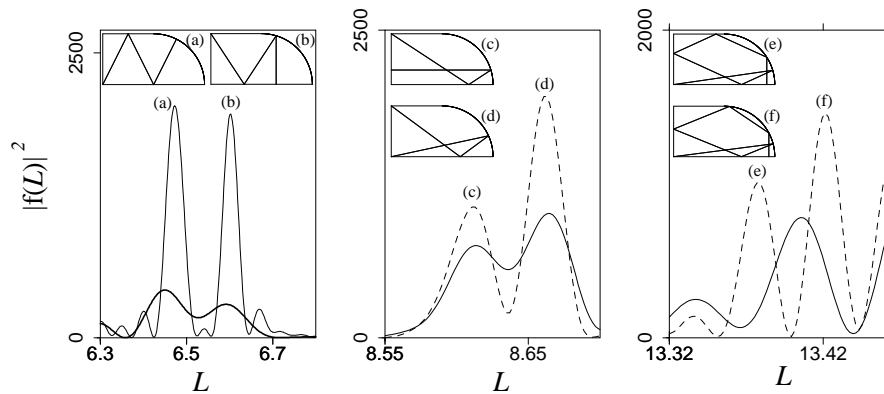 2500
2500
2000
(a)
(b)
(c)
(e)
(a)
(b)
(d)
(d)
(f)
(f)
(c)
(e)
|f(L)|²
0
0
0
6.3
6.5
6.7
8.55
8.65
13.32
13.42
L
L
L